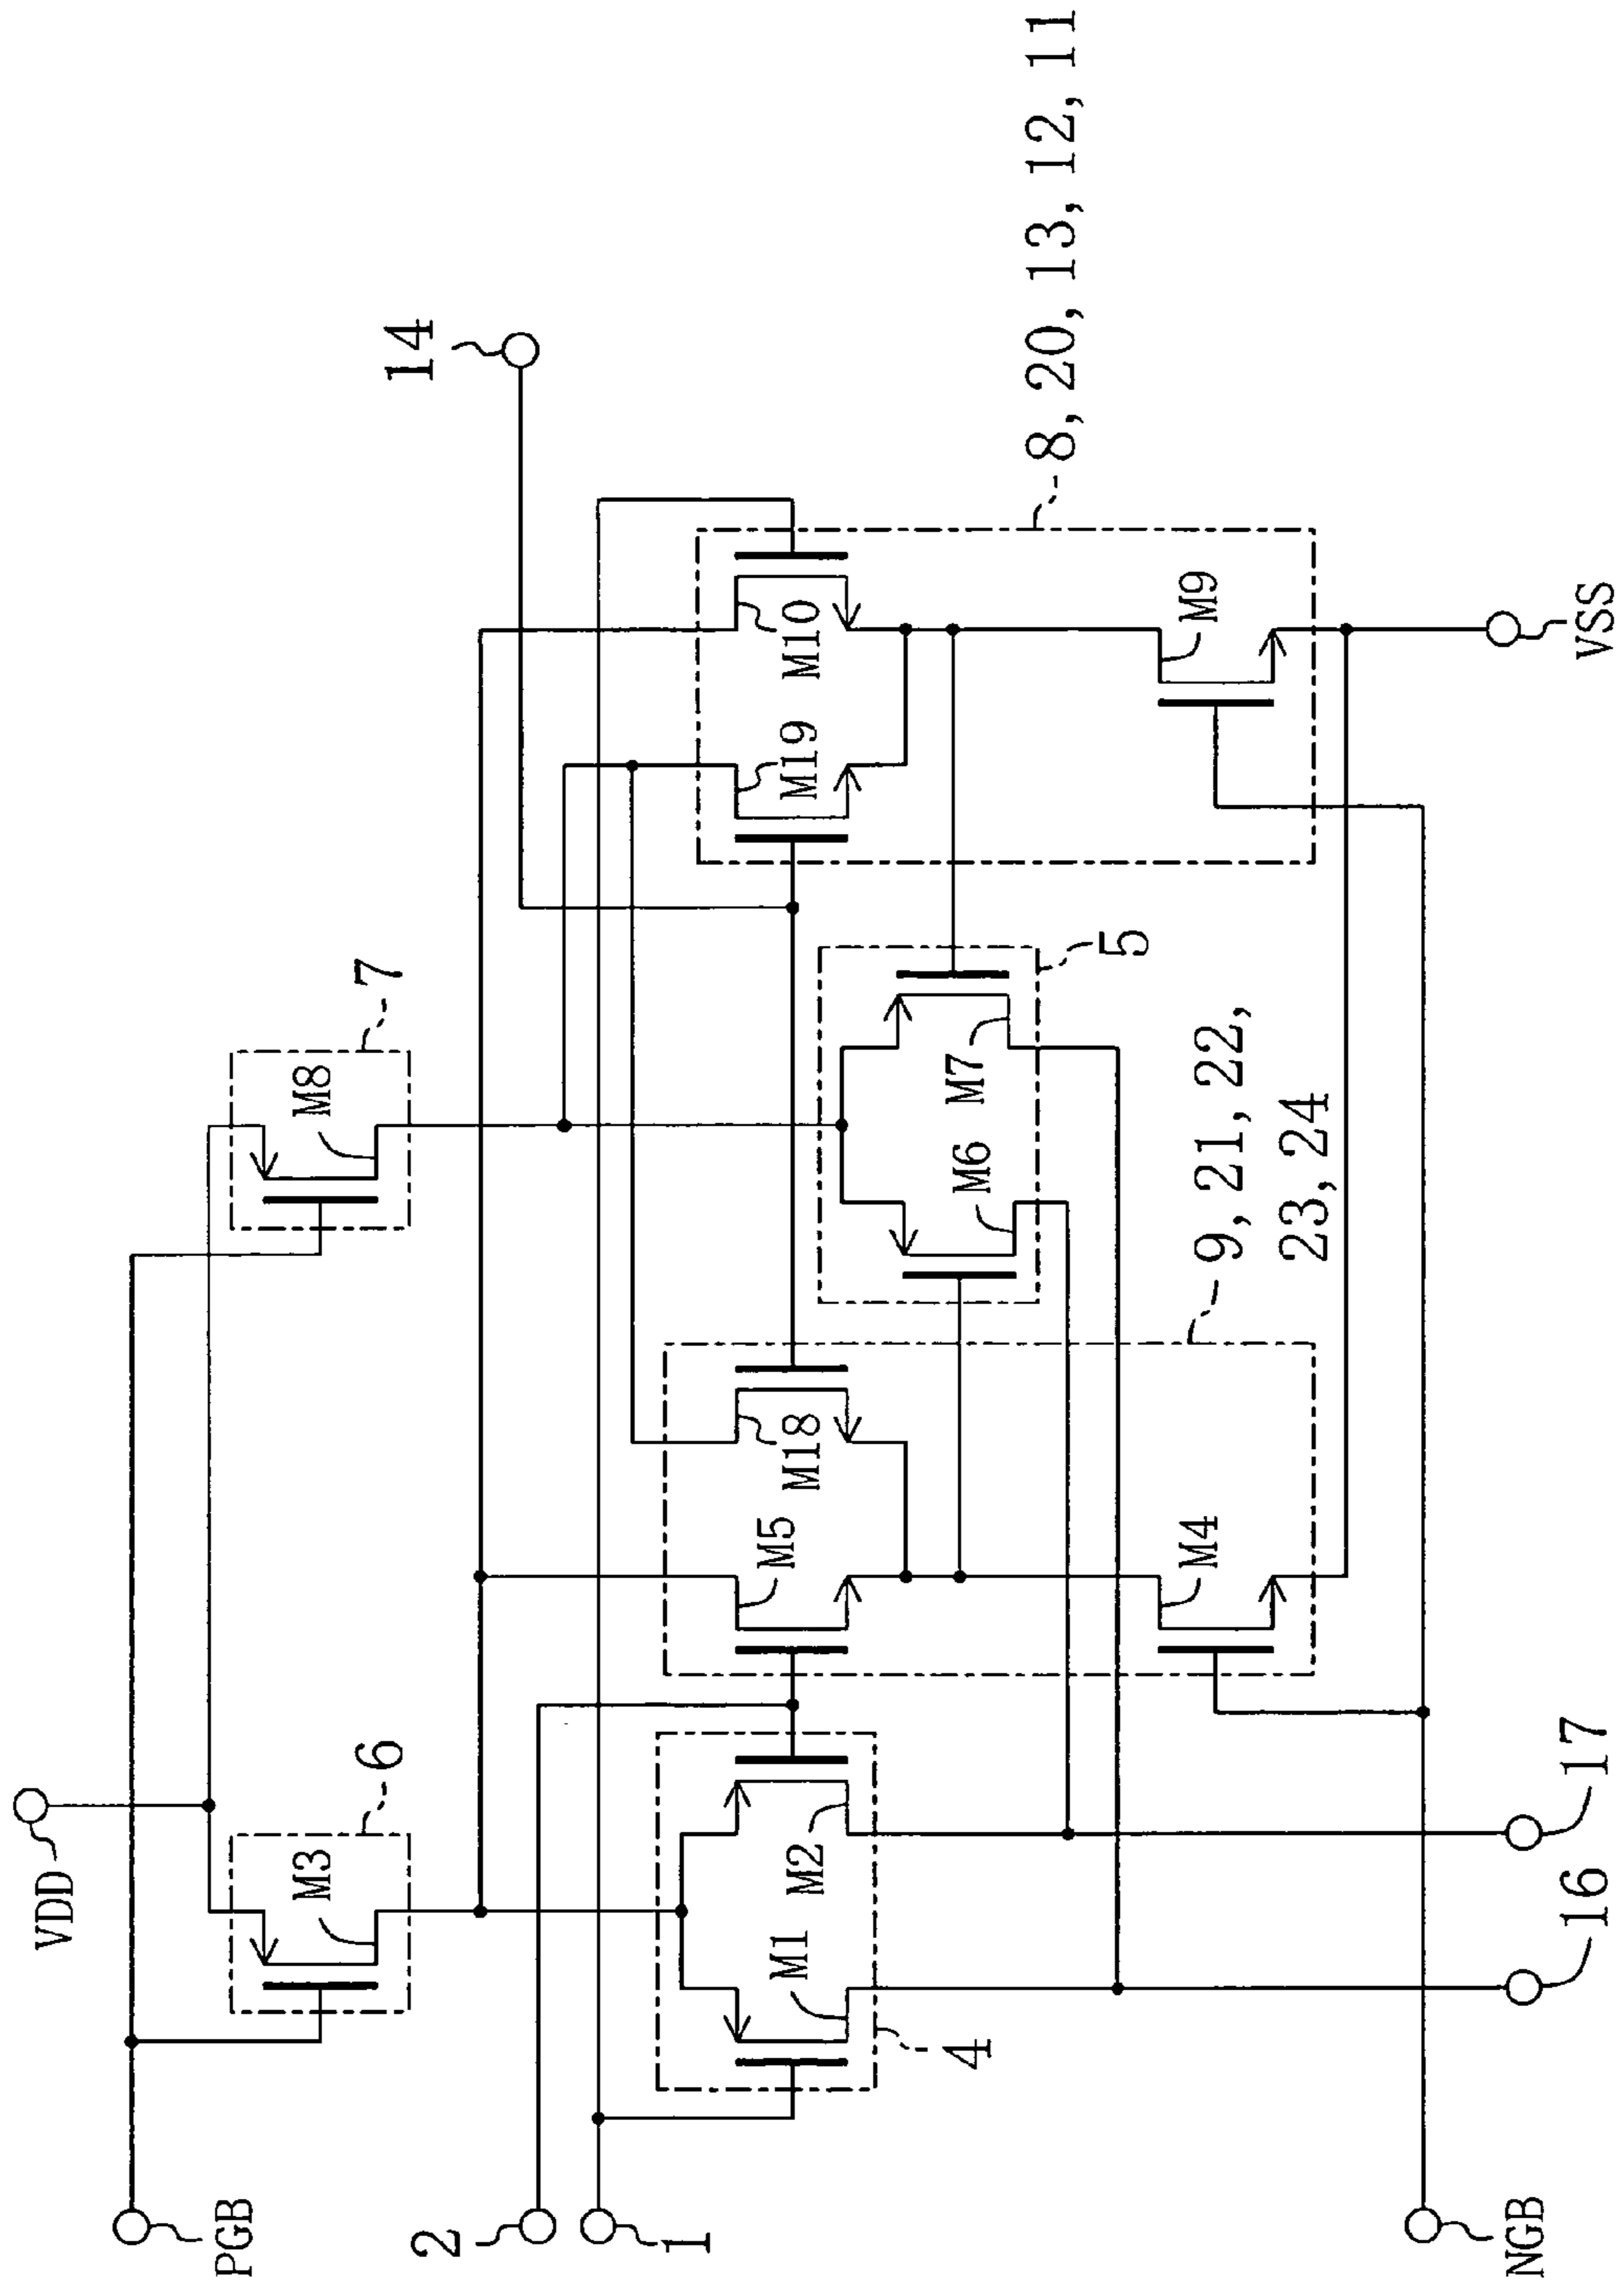 VDD
PGB
2
1
NGB
6
M3
7
M8
14
M1
M2
4
M5
M18
M4
9, 21, 22,
23, 24
M6
M7
5
M19
M10
M9
8, 20, 13, 12, 11
16
17
VSS